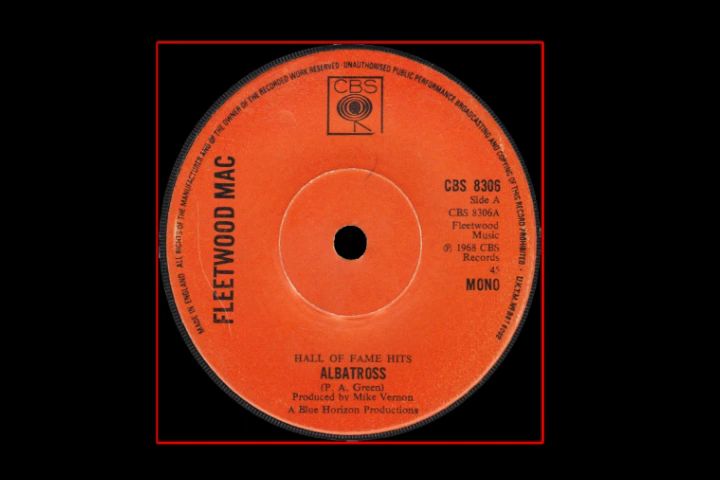 MADE IN ENGLAND ALL RIGHTS OF THE MANUFACTURER AND OF THE OWNER OF THE RECORDED WORK RESERVED · UNAUTHORISED PUBLIC PERFORMANCE BROADCASTING AND COPYING OF THIS RECORD PROHIBITED ·
CBS
FLEETWOOD MAC
CBS 8306
Side A
CBS 8306A
Fleetwood
Music
℗ 1968 CBS
Records
45
MONO
HALL OF FAME HITS
ALBATROSS
(P. A. Green)
Produced by Mike Vernon
A Blue Horizon Productions